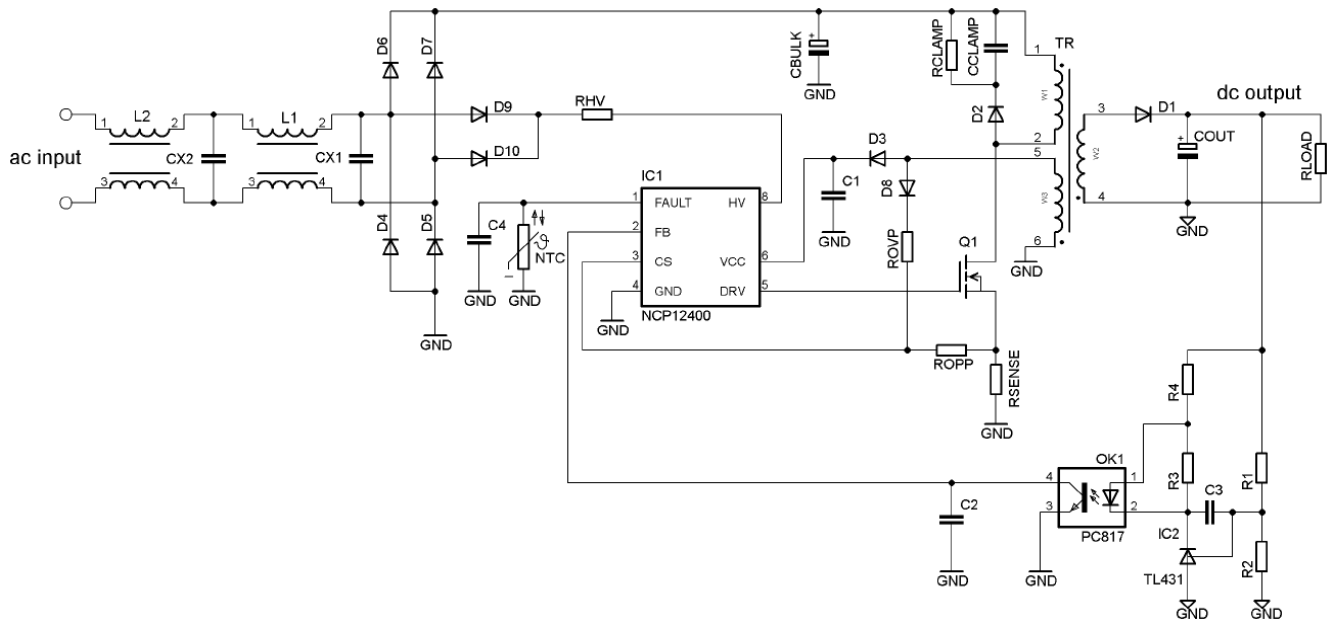 D6
D7
CBULK
RCLAMP
CCLAMP
TR
GND
1
W1
3
D1
dc output
L2
L1
D9
RHV
D2
2
W2
COUT
RLOAD
1 2
1 2
ac input
CX2
CX1
D10
D3
5
W3
4
IC1
C1
D8
3 4
3 4
D4
D5
C4
NTC
1 FAULT HV 8
2 FB
3 CS VCC 6
4 GND DRV 5
NCP12400
GND
ROVP
Q1
6
GND
GND
GND
GND
GND
GND
GND
ROPP
RSENSE
GND
R4
OK1
4 1
3 2
PC817
R3
R1
C3
C2
IC2
TL431
R2
GND
GND
GND
GND